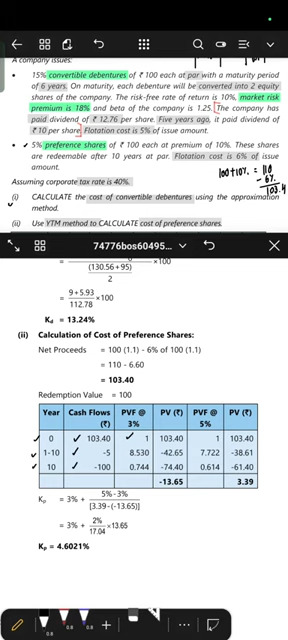 A company issues:
• 15% convertible debentures of ₹ 100 each at par with a maturity period
of 6 years. On maturity, each debenture will be converted into 2 equity
shares of the company. The risk-free rate of return is 10%, market risk
premium is 18% and beta of the company is 1.25. The company has
paid dividend of ₹ 12.76 per share. Five years ago, it paid dividend of
₹ 10 per share. Flotation cost is 5% of issue amount.
• 5% preference shares of ₹ 100 each at premium of 10%. These
shares are redeemable after 10 years at par. Flotation cost is 6% of issue
amount.
100+10% = 110
- 6%
103.4
Assuming corporate tax rate is 40%.
(i) CALCULATE the cost of convertible debentures using the approximation
method.
(ii) Use YTM method to CALCULATE cost of preference shares.
74776bos60495...
(130.56+95)
2
×100
= 9+5.93
112.78
×100
Kd = 13.24%
(ii) Calculation of Cost of Preference Shares:
Net Proceeds = 100 (1.1) - 6% of 100 (1.1)
= 110 - 6.60
= 103.40
Redemption Value = 100
Year Cash Flows (₹) PVF @ 3% PV (₹) PVF @ 5% PV (₹)
0 103.40 1 103.40 1 103.40
1-10 -5 8.530 -42.65 7.722 -38.61
10 -100 0.744 -74.40 0.614 -61.40
-13.65 3.39
KP = 3% + 5%-3%
[3.39 -(-13.65)]
= 3% + 2%
17.04
×13.65
KP = 4.6021%
0.8 0.8 0.8